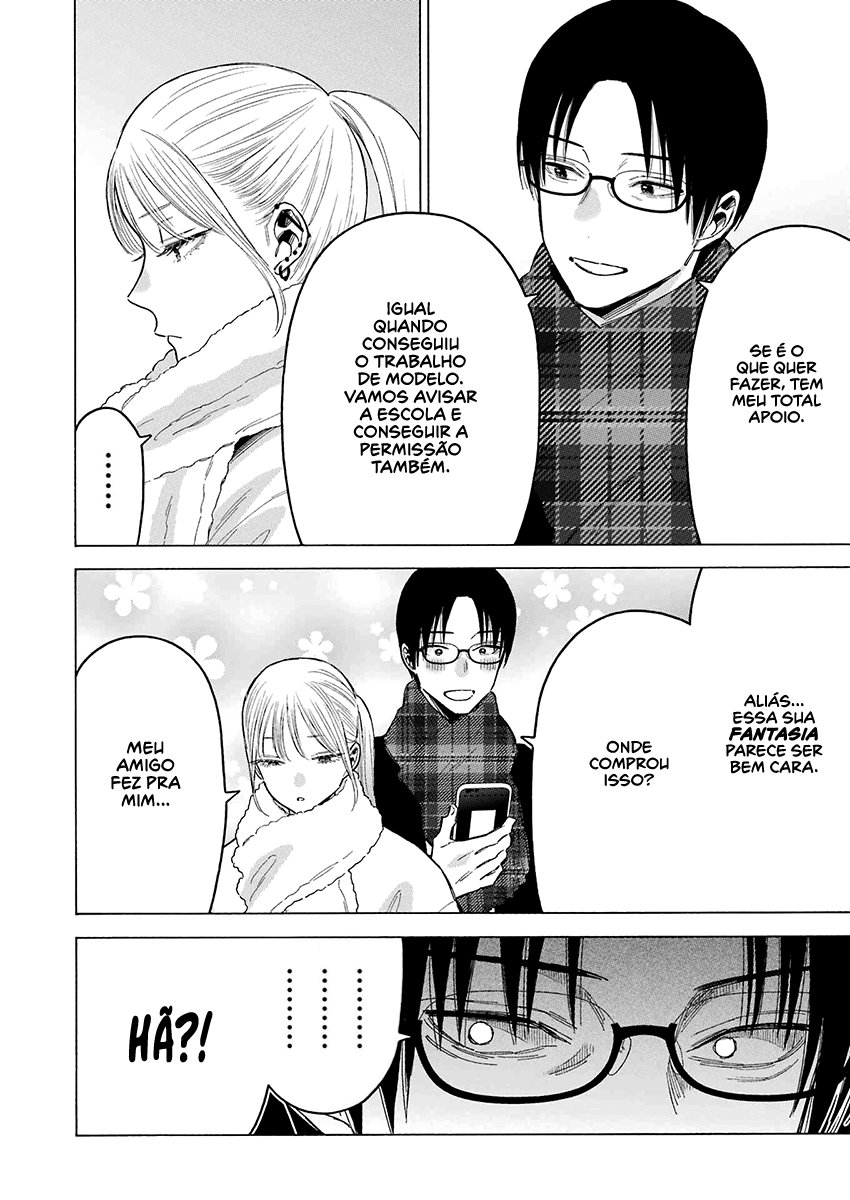 SE É O
QUE QUER
FAZER, TEM
MEU TOTAL
APOIO.
IGUAL
QUANDO
CONSEGUIU
O TRABALHO
DE MODELO.
VAMOS AVISAR
A ESCOLA E
CONSEGUIR A
PERMISSÃO
TAMBÉM.
......
ALIÁS...
ESSA SUA
FANTASIA
PARECE SER
BEM CARA.
ONDE
COMPROU
ISSO?
MEU
AMIGO
FEZ PRA
MIM...
......
......
HÃ?!